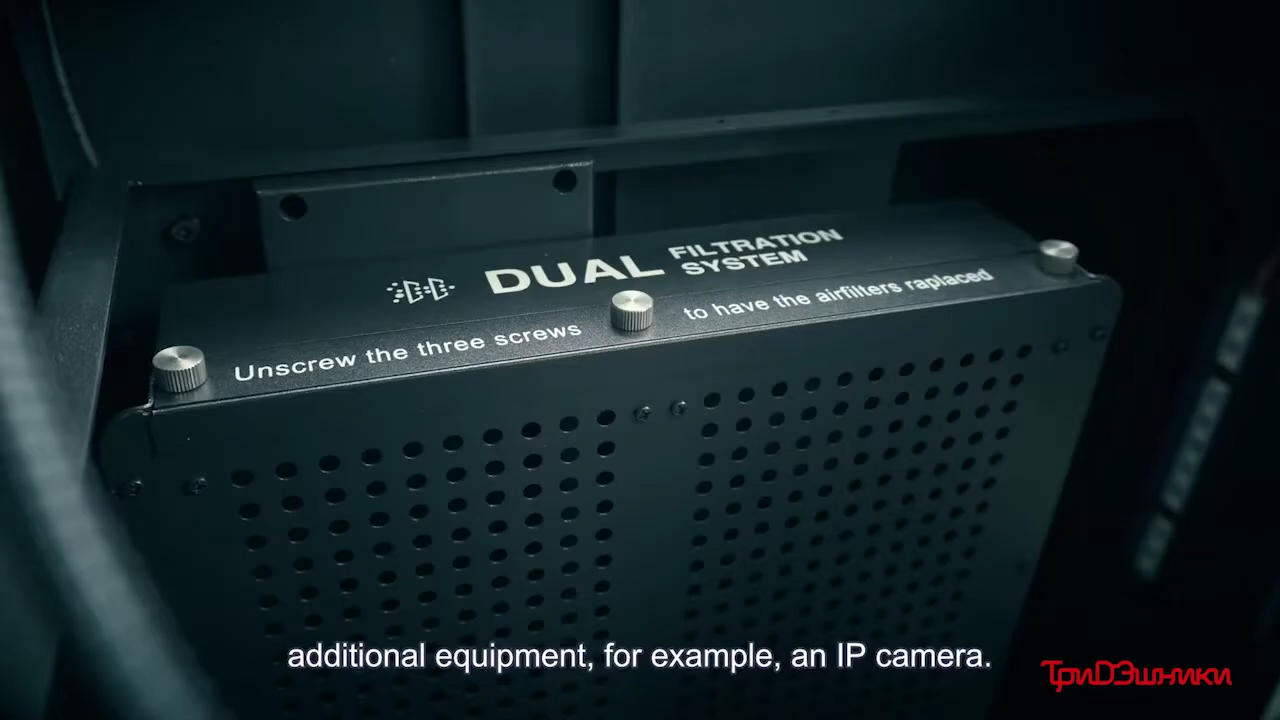 DUAL FILTRATION
SYSTEM
Unscrew the three screws to have the airfilters raplaced
additional equipment, for example, an IP camera.
ТриDЭшники